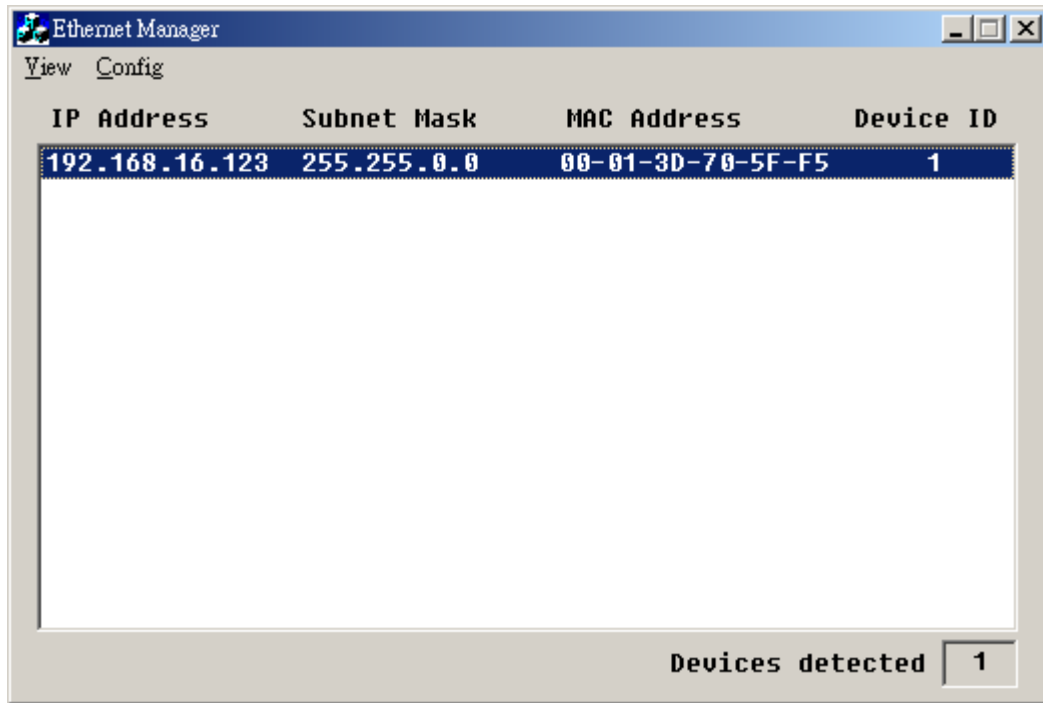 Ethernet Manager
View Config
IP Address Subnet Mask MAC Address Device ID
192.168.16.123 255.255.0.0 00-01-3D-70-5F-F5 1
Devices detected 1